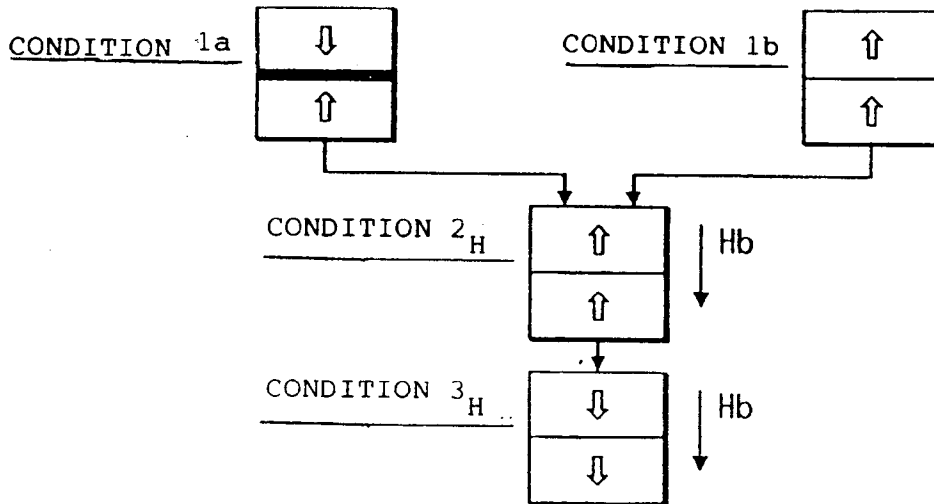 CONDITION 1a
CONDITION 1b
CONDITION 2H
Hb
CONDITION 3H
Hb